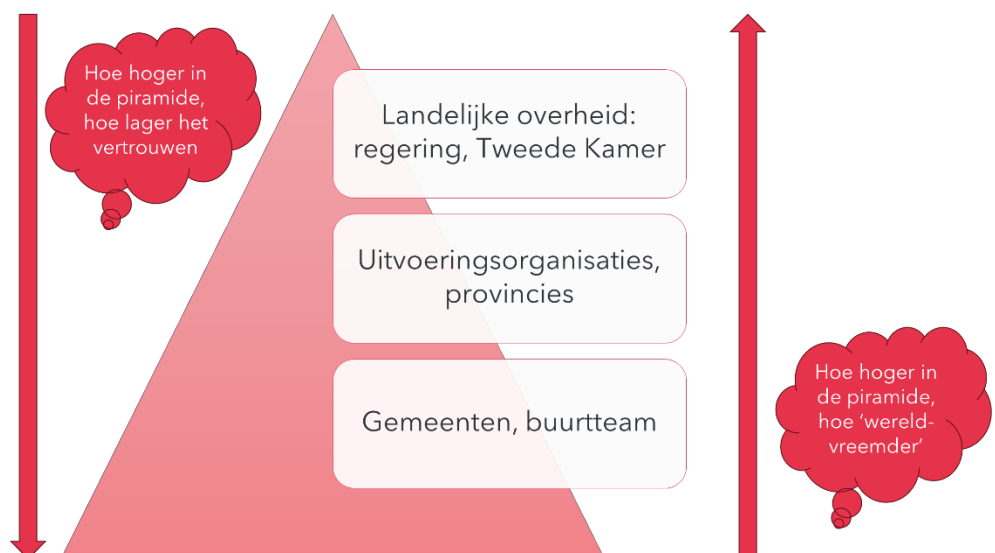 Hoe hoger in
de piramide,
hoe lager het
vertrouwen
Landelijke overheid:
regering, Tweede Kamer
Uitvoeringsorganisaties,
provincies
Gemeenten, buurtteam
Hoe hoger in
de piramide,
hoe ‘wereld-
vreemder’